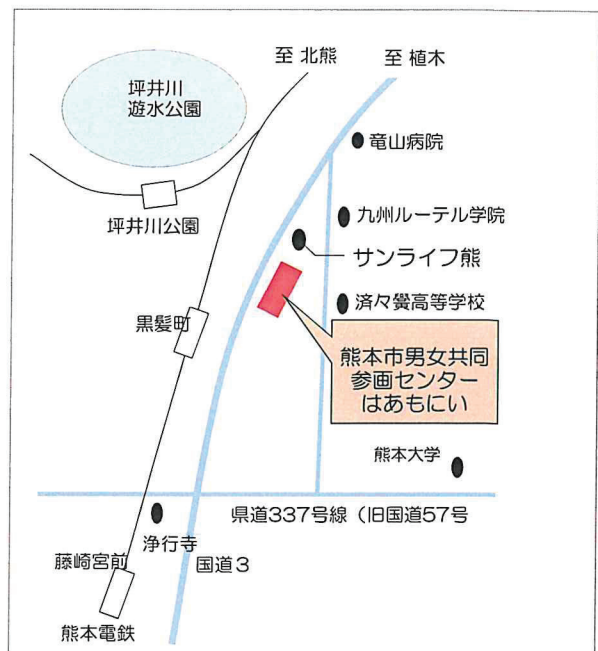 至 北熊
至 植木
坪井川
遊水公園
竜山病院
坪井川公園
九州ルーテル学院
サンライフ熊
済々黌高等学校
黒髪町
熊本市男女共同
参画センター
はあもにい
熊本大学
県道337号線（旧国道57号
浄行寺
藤崎宮前
国道3
熊本電鉄